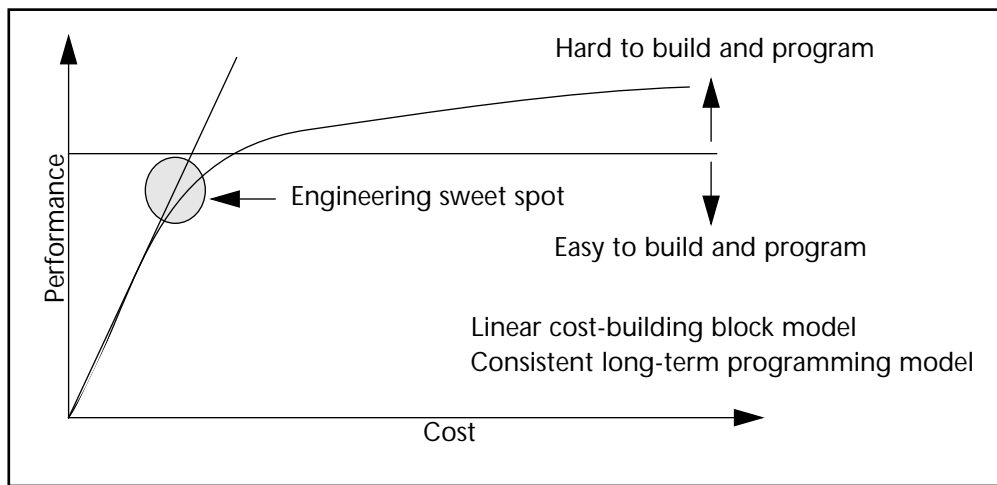 Hard to build and program
Performance
Engineering sweet spot
Easy to build and program
Linear cost-building block model
Consistent long-term programming model
Cost